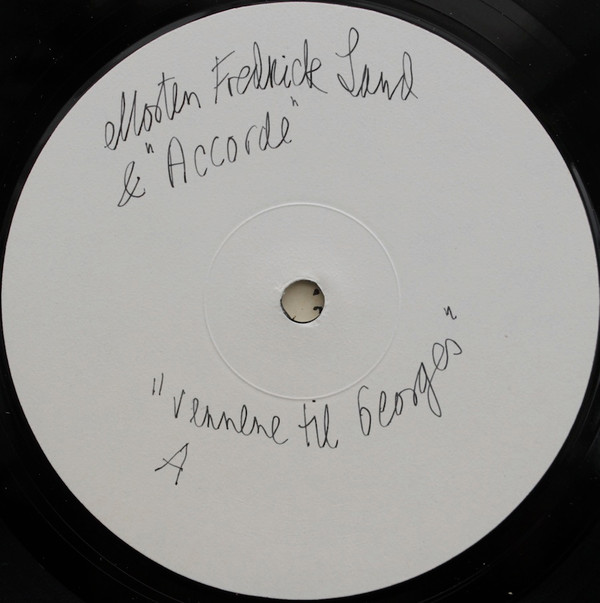 Morten Fredrick Sand
& "Accorde"
"Vennene til Georges"
A